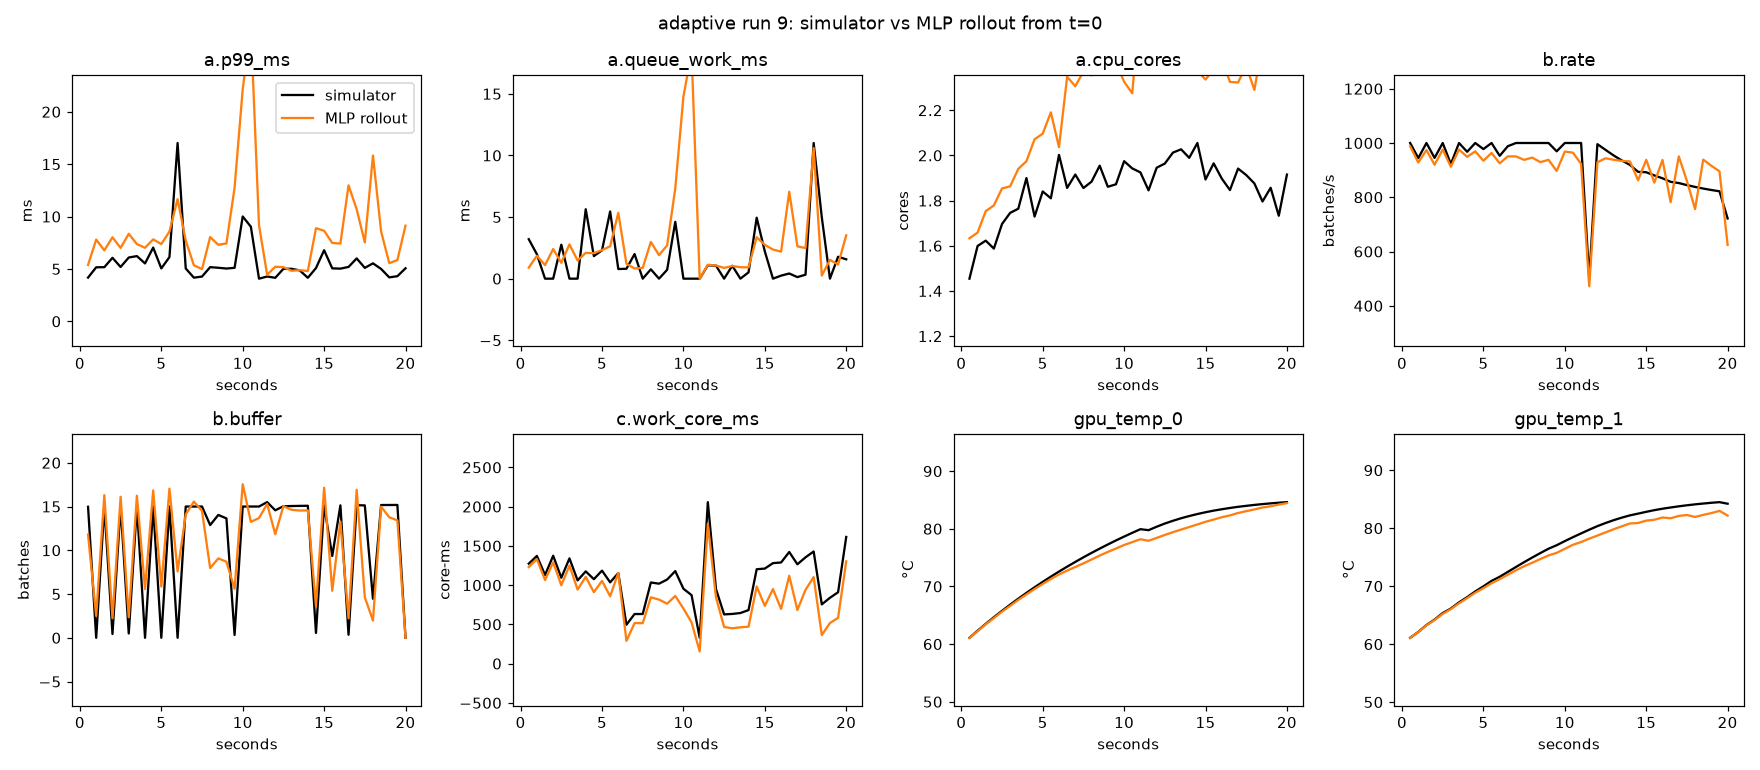 adaptive run 9: simulator vs MLP rollout from t=0
a.p99_ms
simulator
MLP rollout
20
15
10
5
0
ms
0 5 10 15 20
seconds
a.queue_work_ms
15
10
5
0
−5
ms
0 5 10 15 20
seconds
a.cpu_cores
2.2
2.0
1.8
1.6
1.4
1.2
cores
0 5 10 15 20
seconds
b.rate
1200
1000
800
600
400
batches/s
0 5 10 15 20
seconds
b.buffer
20
15
10
5
0
−5
batches
0 5 10 15 20
seconds
c.work_core_ms
2500
2000
1500
1000
500
0
−500
core-ms
0 5 10 15 20
seconds
gpu_temp_0
90
80
70
60
50
°C
0 5 10 15 20
seconds
gpu_temp_1
90
80
70
60
50
°C
0 5 10 15 20
seconds